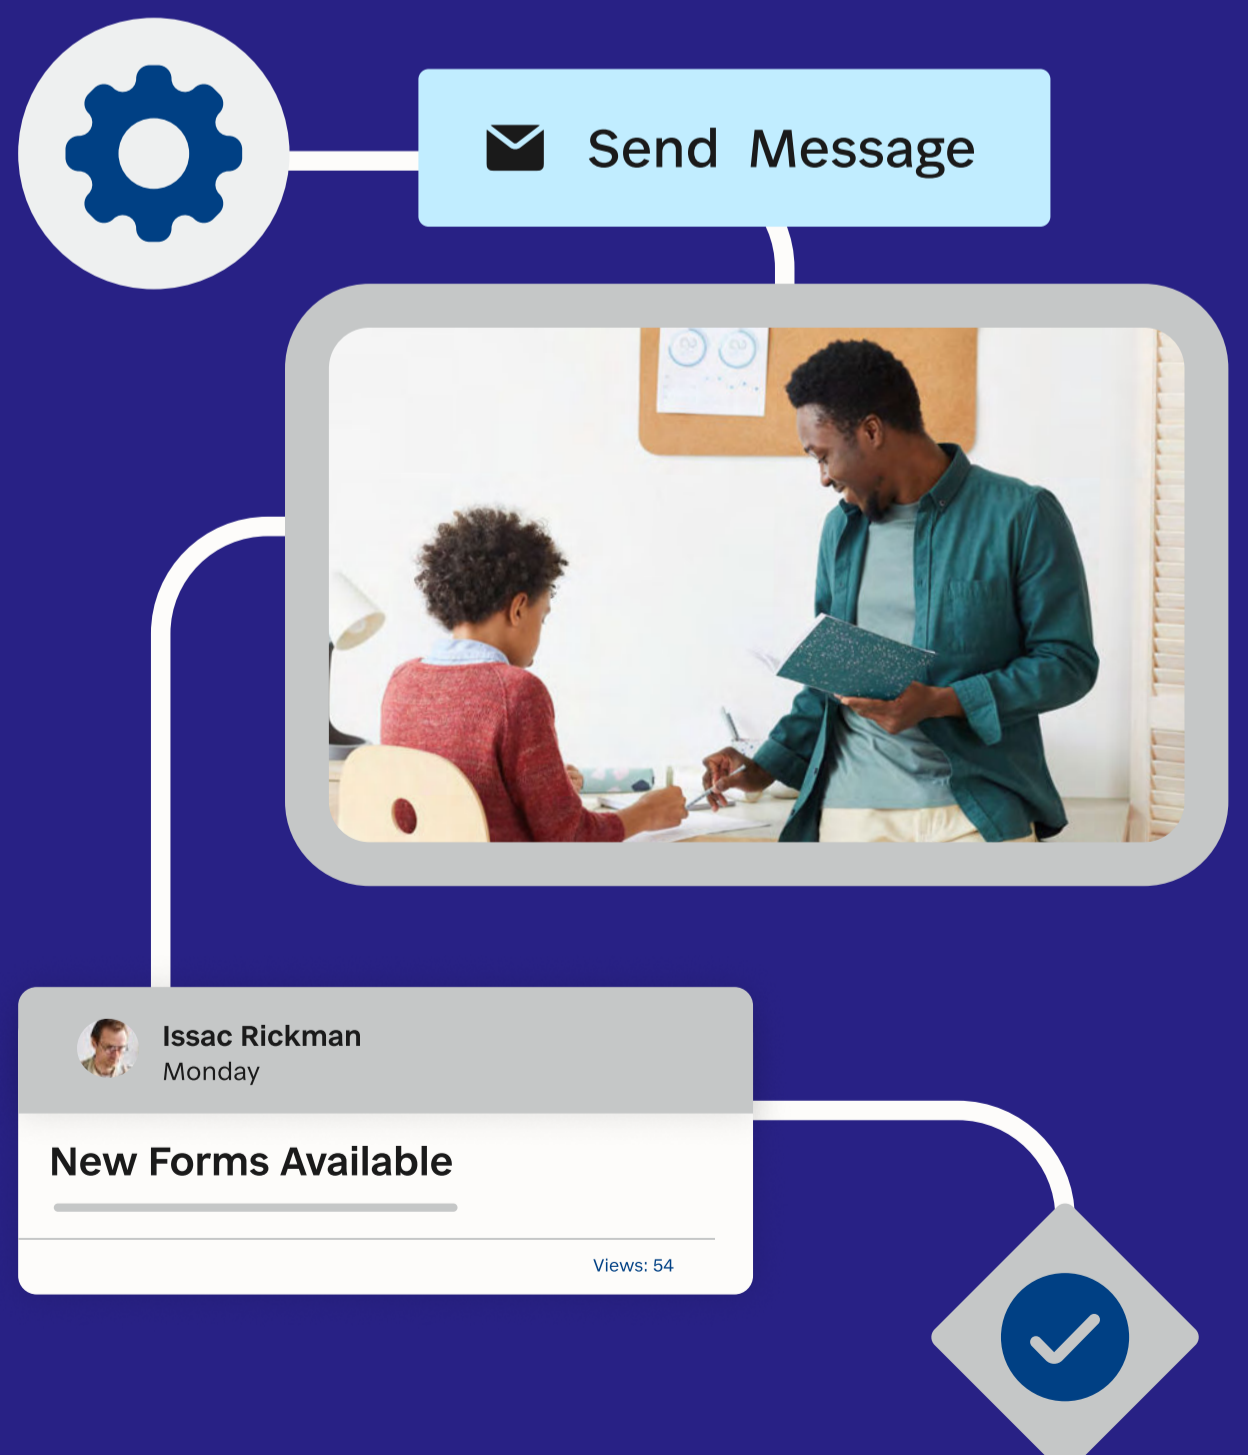 Send Message
Issac Rickman
Monday
New Forms Available
Views: 54